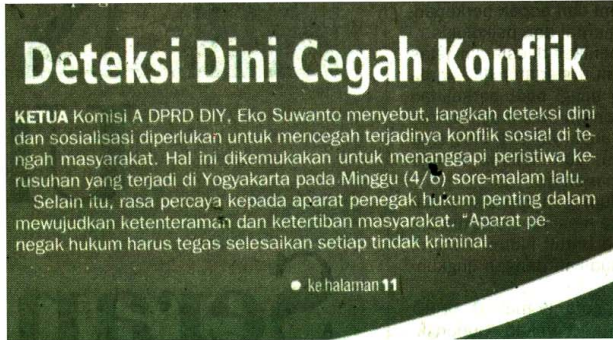 Deteksi Dini Cegah Konflik
KETUA Komisi A DPRD DIY, Eko Suwanto menyebut, langkah deteksi dini
dan sosialisasi diperlukan untuk mencegah terjadinya konflik sosial di te-
ngah masyarakat. Hal ini dikemukakan untuk menanggapi peristiwa ke-
rusuhan yang terjadi di Yogyakarta pada Minggu (4/6) sore-malam lalu.
Selain itu, rasa percaya kepada aparat penegak hukum penting dalam
mewujudkan ketenteraman dan ketertiban masyarakat. "Aparat pe-
negak hukum harus tegas selesaikan setiap tindak kriminal.
● ke halaman 11